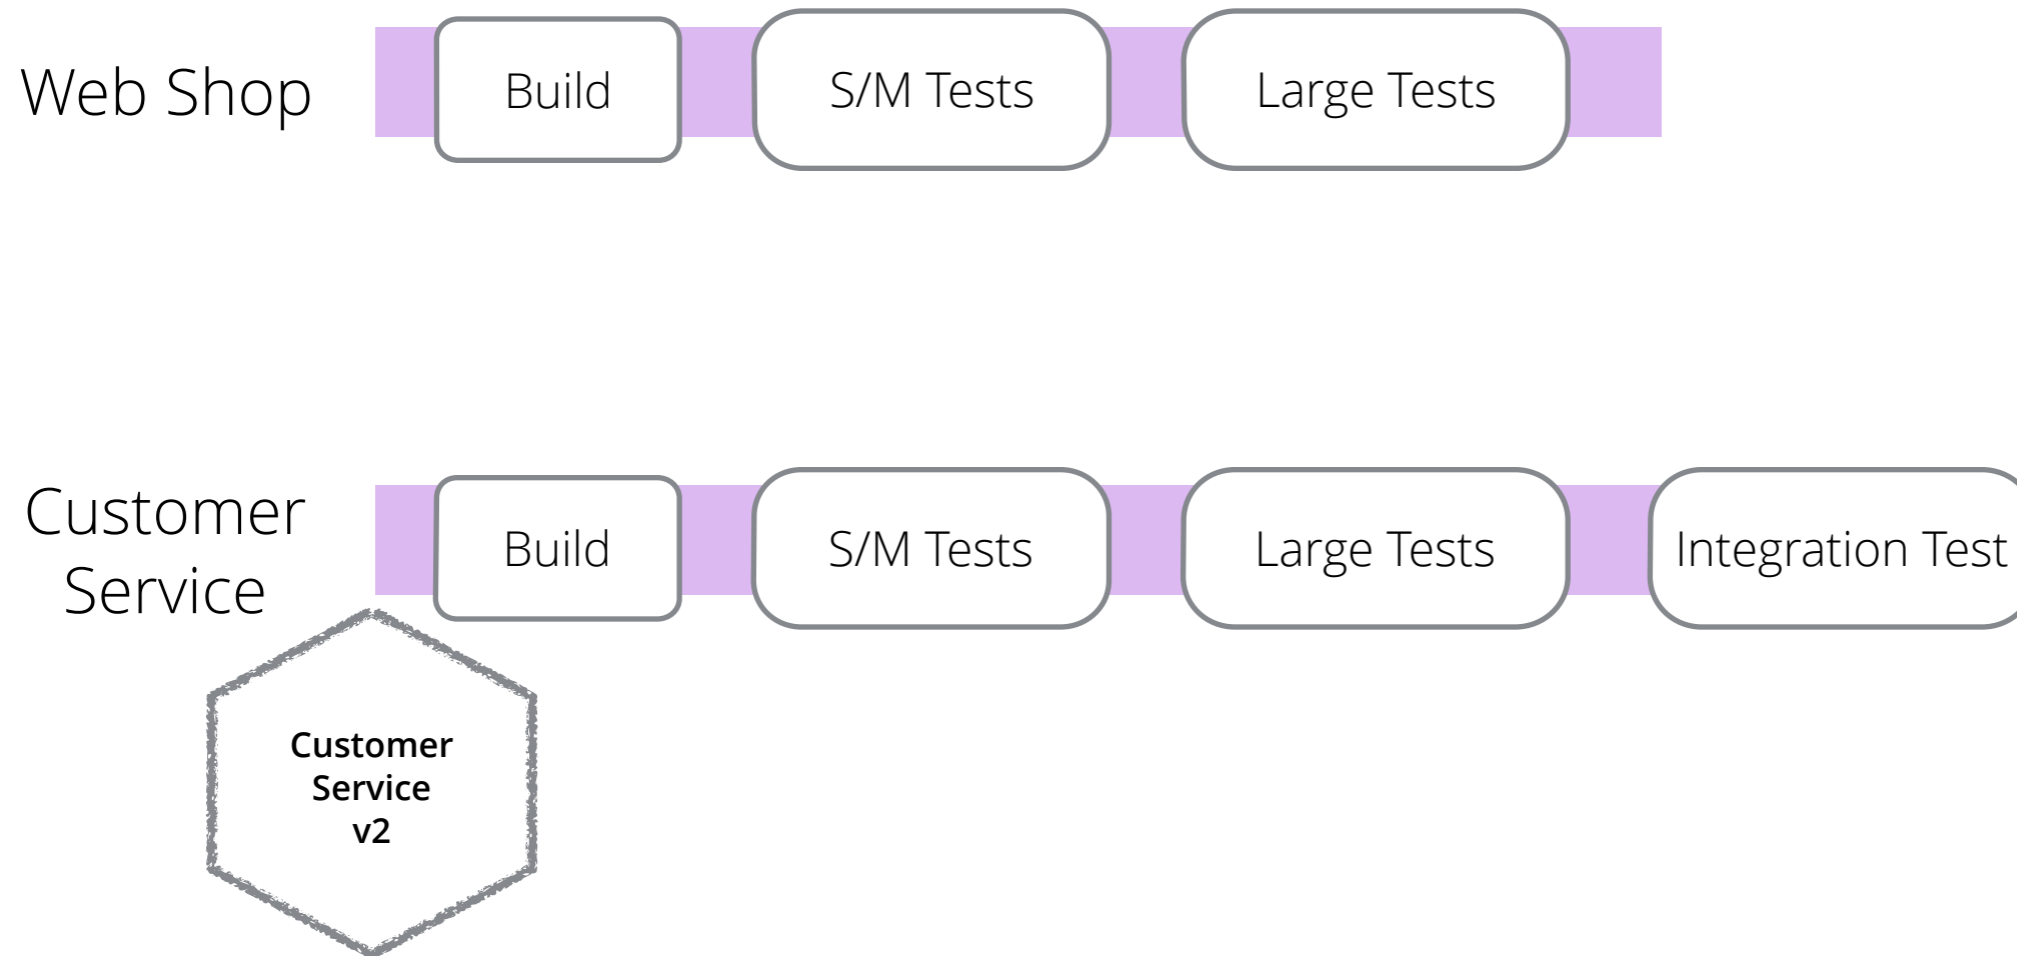 Web Shop
Build
S/M Tests
Large Tests
Customer
Service
Build
S/M Tests
Large Tests
Integration Test
Customer
Service
v2